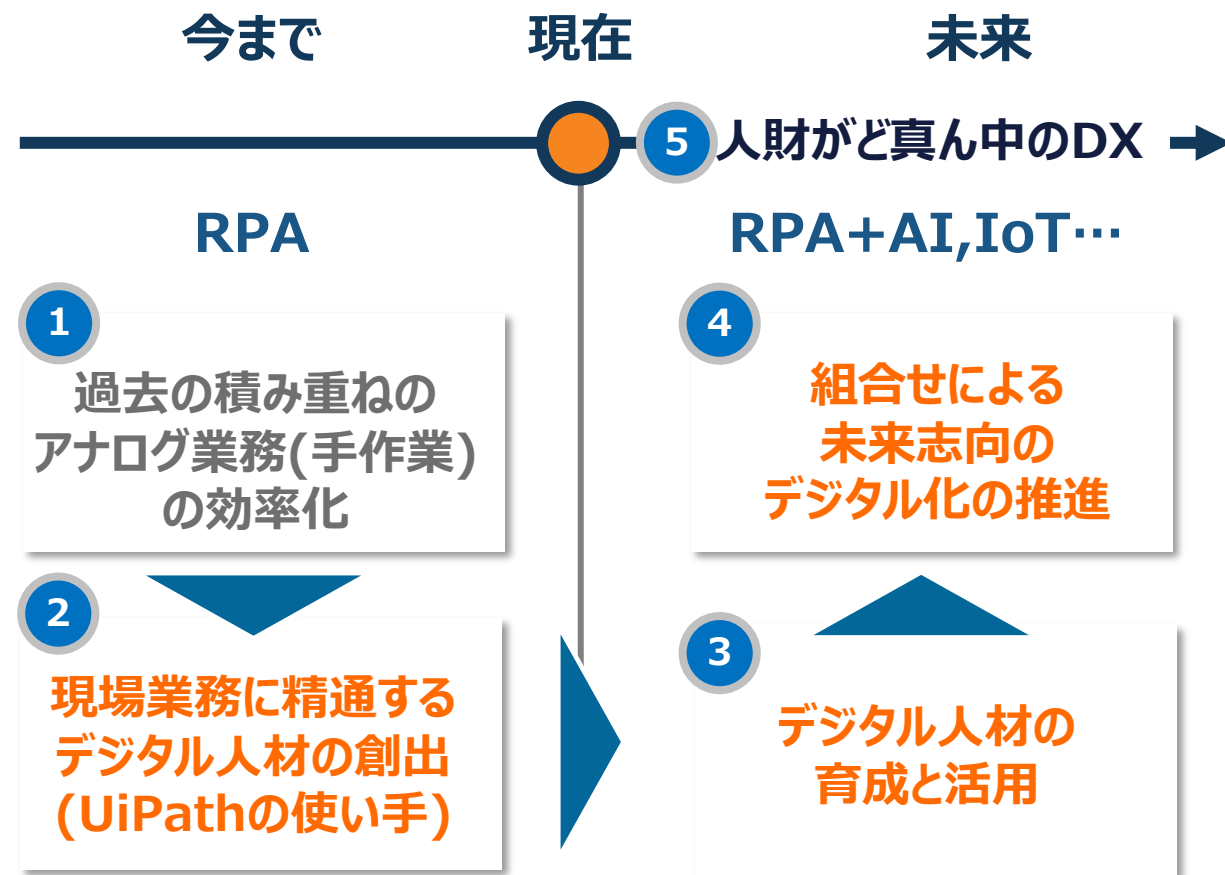 今まで
現在
未来
5
人財がど真ん中のDX
RPA
RPA+AI,IoT…
1
過去の積み重ねの
アナログ業務(手作業)
の効率化
2
現場業務に精通する
デジタル人材の創出
(UiPathの使い手)
3
デジタル人材の
育成と活用
4
組合せによる
未来志向の
デジタル化の推進